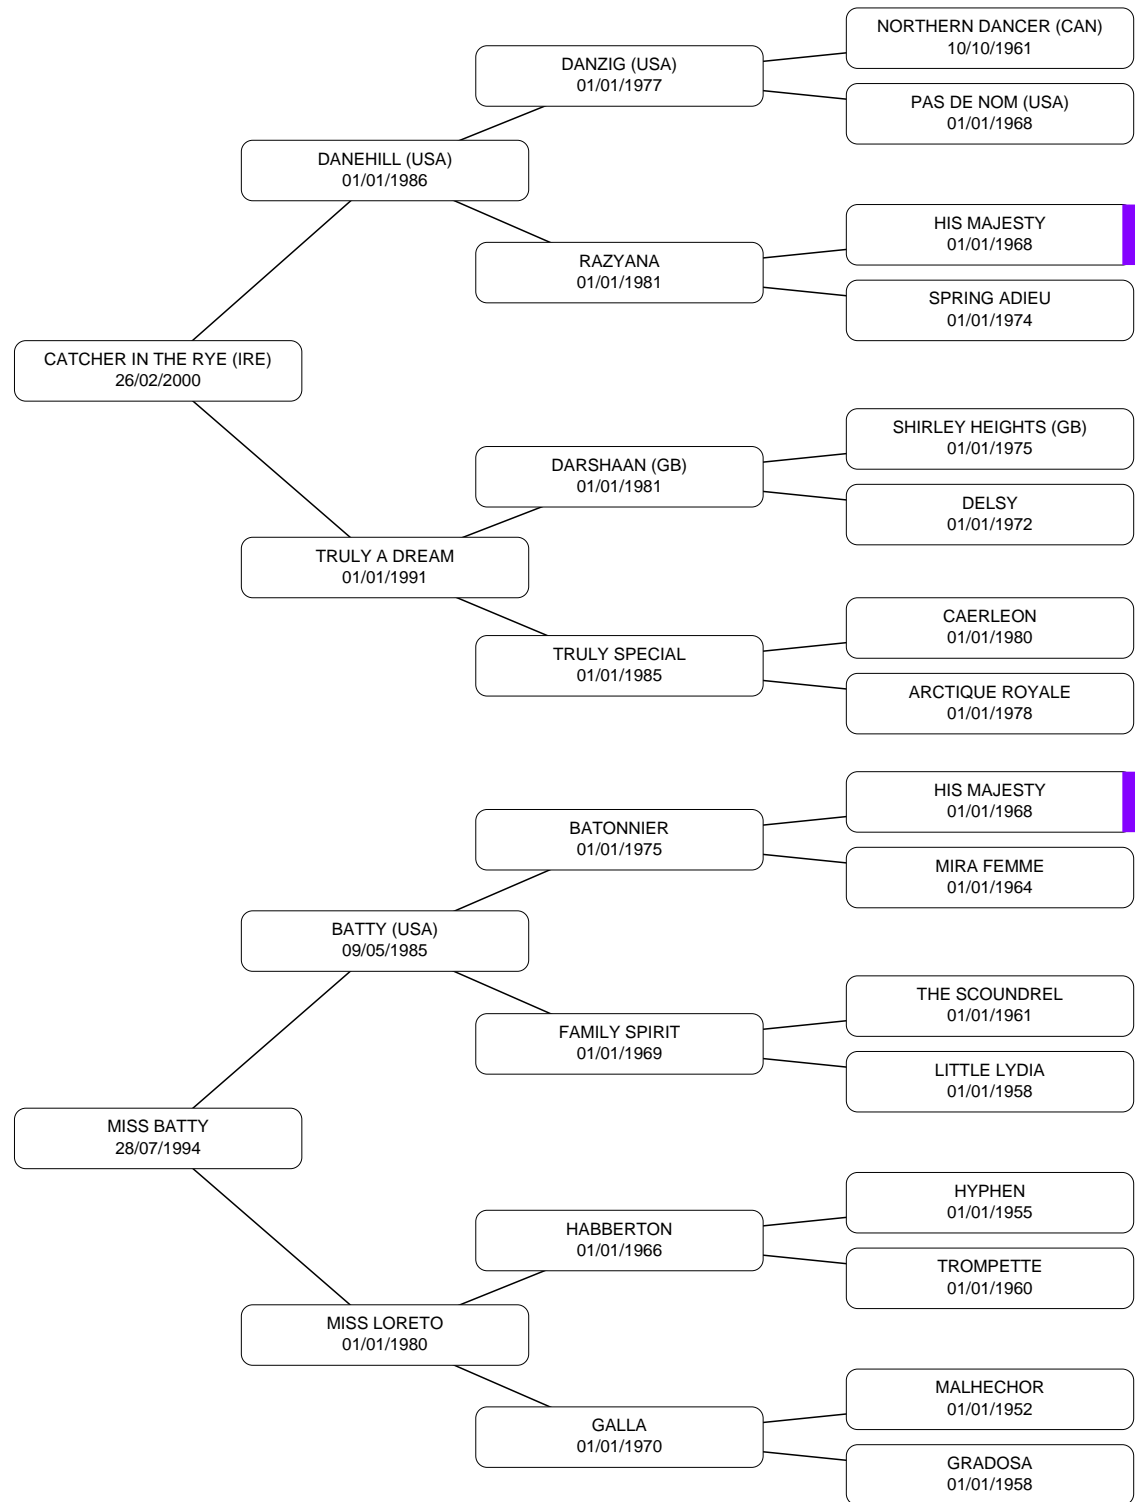 NORTHERN DANCER (CAN)
10/10/1961
DANZIG (USA)
01/01/1977
PAS DE NOM (USA)
01/01/1968
DANEHILL (USA)
01/01/1986
HIS MAJESTY
01/01/1968
RAZYANA
01/01/1981
SPRING ADIEU
01/01/1974
CATCHER IN THE RYE (IRE)
26/02/2000
SHIRLEY HEIGHTS (GB)
01/01/1975
DARSHAAN (GB)
01/01/1981
DELSY
01/01/1972
TRULY A DREAM
01/01/1991
CAERLEON
01/01/1980
TRULY SPECIAL
01/01/1985
ARCTIQUE ROYALE
01/01/1978
HIS MAJESTY
01/01/1968
BATONNIER
01/01/1975
MIRA FEMME
01/01/1964
BATTY (USA)
09/05/1985
THE SCOUNDREL
01/01/1961
FAMILY SPIRIT
01/01/1969
LITTLE LYDIA
01/01/1958
MISS BATTY
28/07/1994
HYPHEN
01/01/1955
HABBERTON
01/01/1966
TROMPETTE
01/01/1960
MISS LORETO
01/01/1980
MALHECHOR
01/01/1952
GALLA
01/01/1970
GRADOSA
01/01/1958